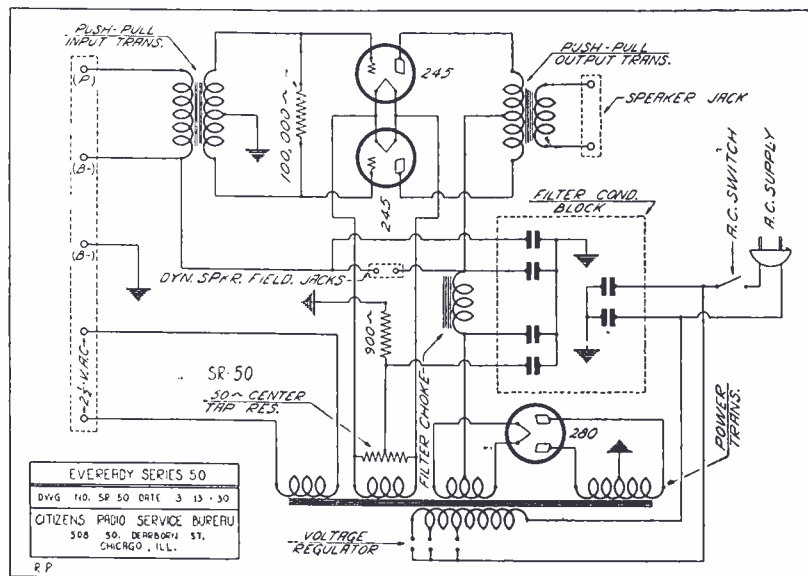 PUSH-PULL
INPUT TRANS.
245
PUSH-PULL
OUTPUT TRANS.
SPEAKER JACK
(P)
100,000~
A.C. SWITCH
A.C. SUPPLY
FILTER COND.
BLOCK
(B-)
245
(B-)
DYN. SPKR. FIELD. JACKS
900~
SR-50
50~ CENTER
TAP RES.
2½-V.A.C.
FILTER CHOKE
280
POWER
TRANS.
EVEREADY SERIES 50
DWG NO. SR 50 DATE 3 13 - 30
CITIZENS RADIO SERVICE BUREAU
508 SO. DEARBORN ST.
CHICAGO, ILL.
VOLTAGE
REGULATOR
R.P